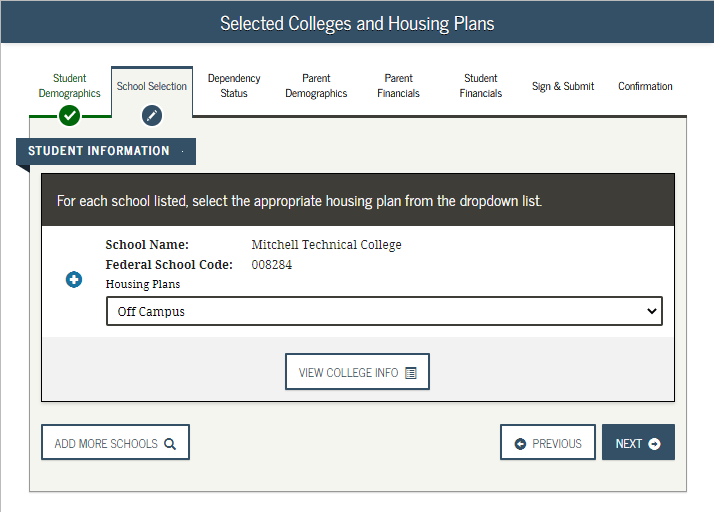 Selected Colleges and Housing Plans
Student Demographics
School Selection
Dependency Status
Parent Demographics
Parent Financials
Student Financials
Sign & Submit
Confirmation
STUDENT INFORMATION
For each school listed, select the appropriate housing plan from the dropdown list.
School Name: Mitchell Technical College
Federal School Code: 008284
Housing Plans
Off Campus
VIEW COLLEGE INFO
ADD MORE SCHOOLS
PREVIOUS
NEXT